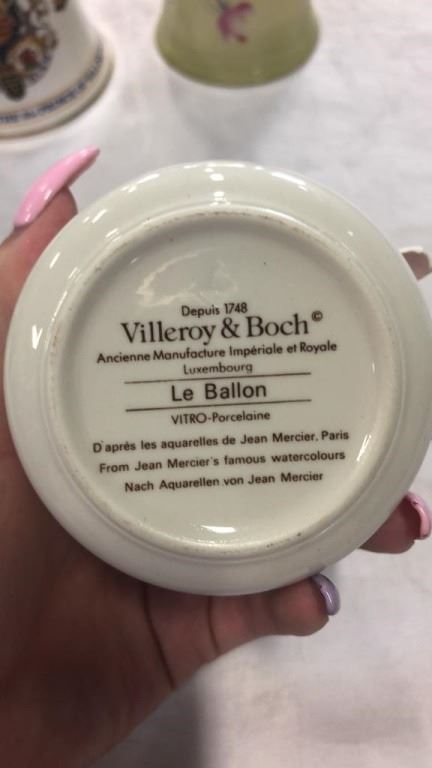 Depuis 1748
Villeroy & Boch©
Ancienne Manufacture Impériale et Royale
Luxembourg
Le Ballon
VITRO-Porcelaine
D'après les aquarelles de Jean Mercier, Paris
From Jean Mercier's famous watercolours
Nach Aquarellen von Jean Mercier